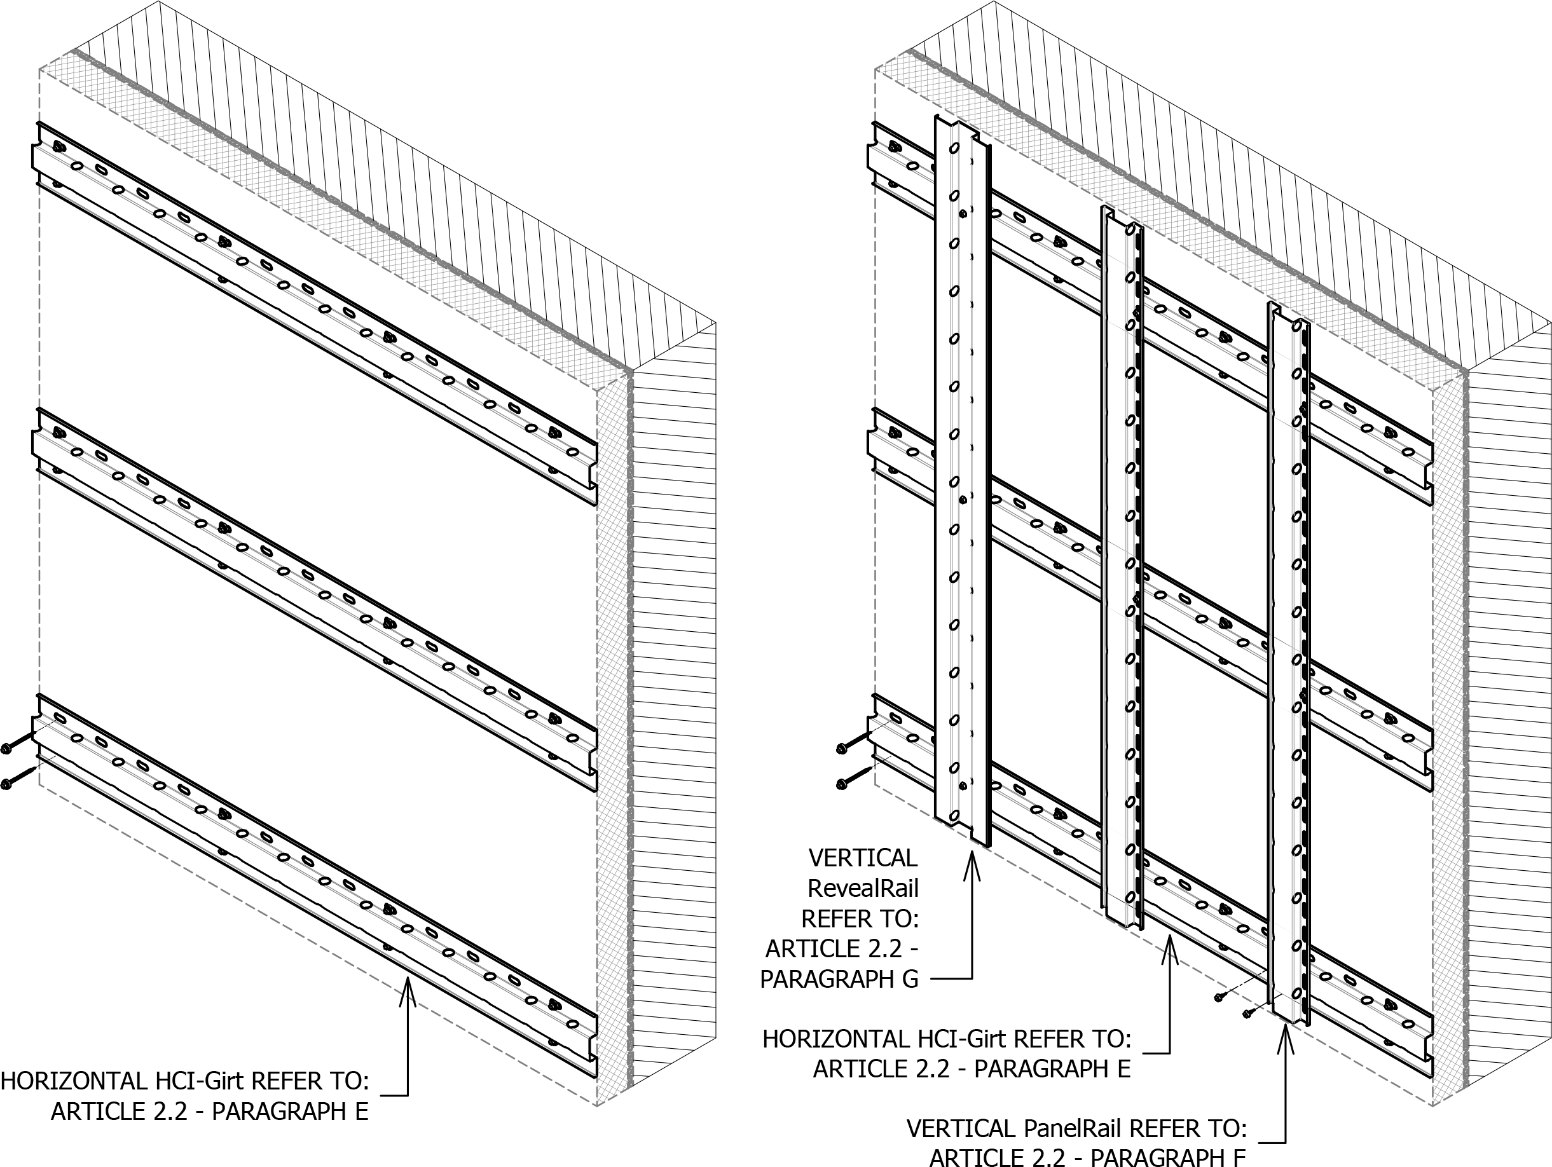 HORIZONTAL HCI-Girt REFER TO:
ARTICLE 2.2 - PARAGRAPH E
VERTICAL
RevealRail
REFER TO:
ARTICLE 2.2 -
PARAGRAPH G
HORIZONTAL HCI-Girt REFER TO:
ARTICLE 2.2 - PARAGRAPH E
VERTICAL PanelRail REFER TO:
ARTICLE 2.2 - PARAGRAPH F